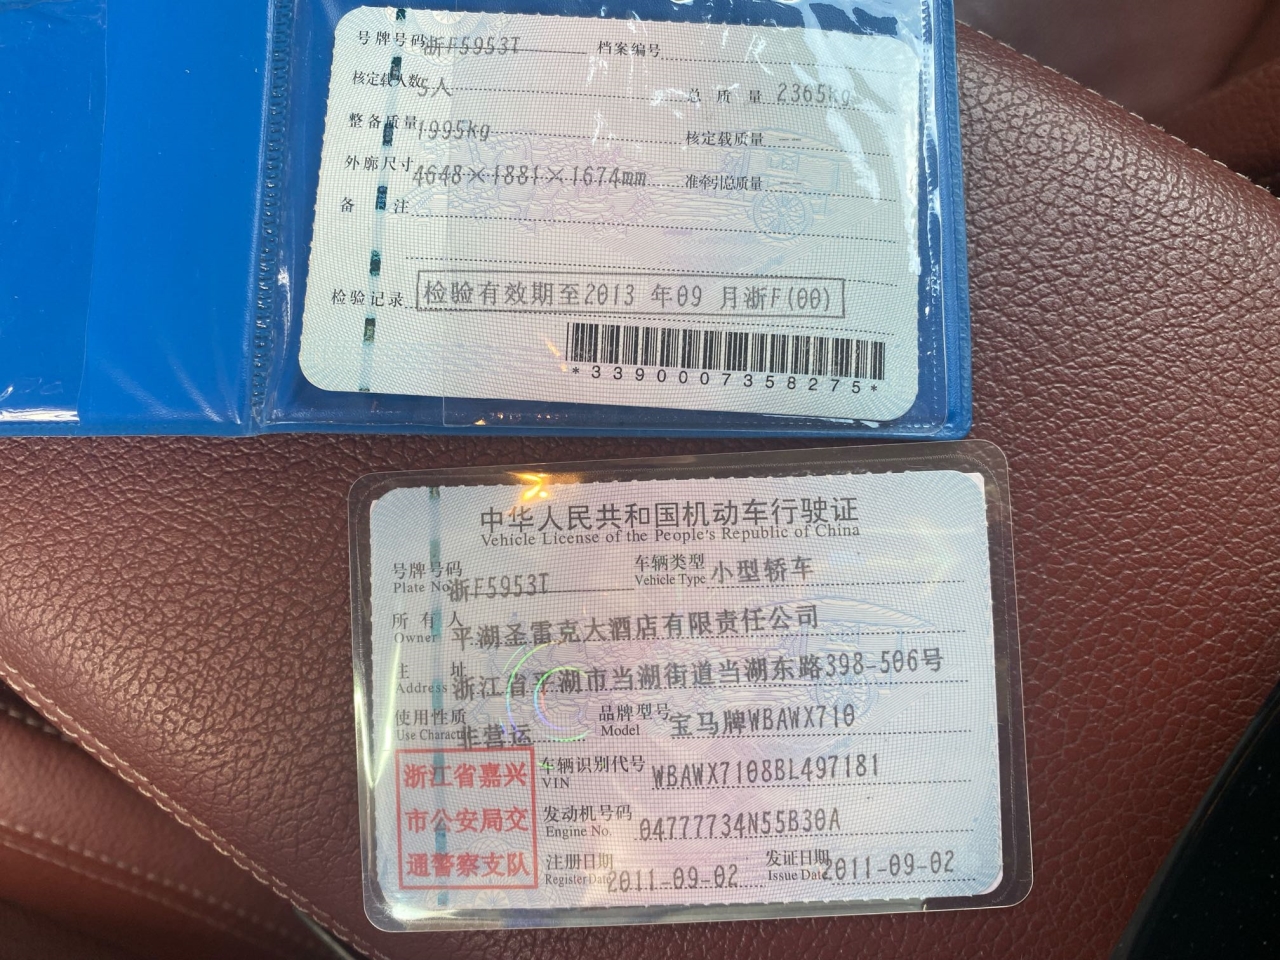 号牌号码 浙F5953T 档案编号
核定载人数 5人 总质量 2365kg
整备质量 1995kg 核定载质量 --
外廓尺寸 4648×1881×1674mm 准牵引总质量 --
备注
检验记录 检验有效期至2013 年09 月浙F(00)
*3390007358275*
中华人民共和国机动车行驶证
Vehicle License of the People's Republic of China
号牌号码 浙F5953T 车辆类型 小型轿车
Plate No. Vehicle Type
所有人 平湖圣雷克大酒店有限责任公司
Owner
住址 浙江省平湖市当湖街道当湖东路398-506号
Address
使用性质 非营运 品牌型号 宝马牌WBAWX710
Use Character Model
浙江省嘉兴
市公安局交
通警察支队
车辆识别代号 WBAWX7108BL497181
VIN
发动机号码 04777734N55B30A
Engine No.
注册日期 2011-09-02 发证日期 2011-09-02
Register Date Issue Date